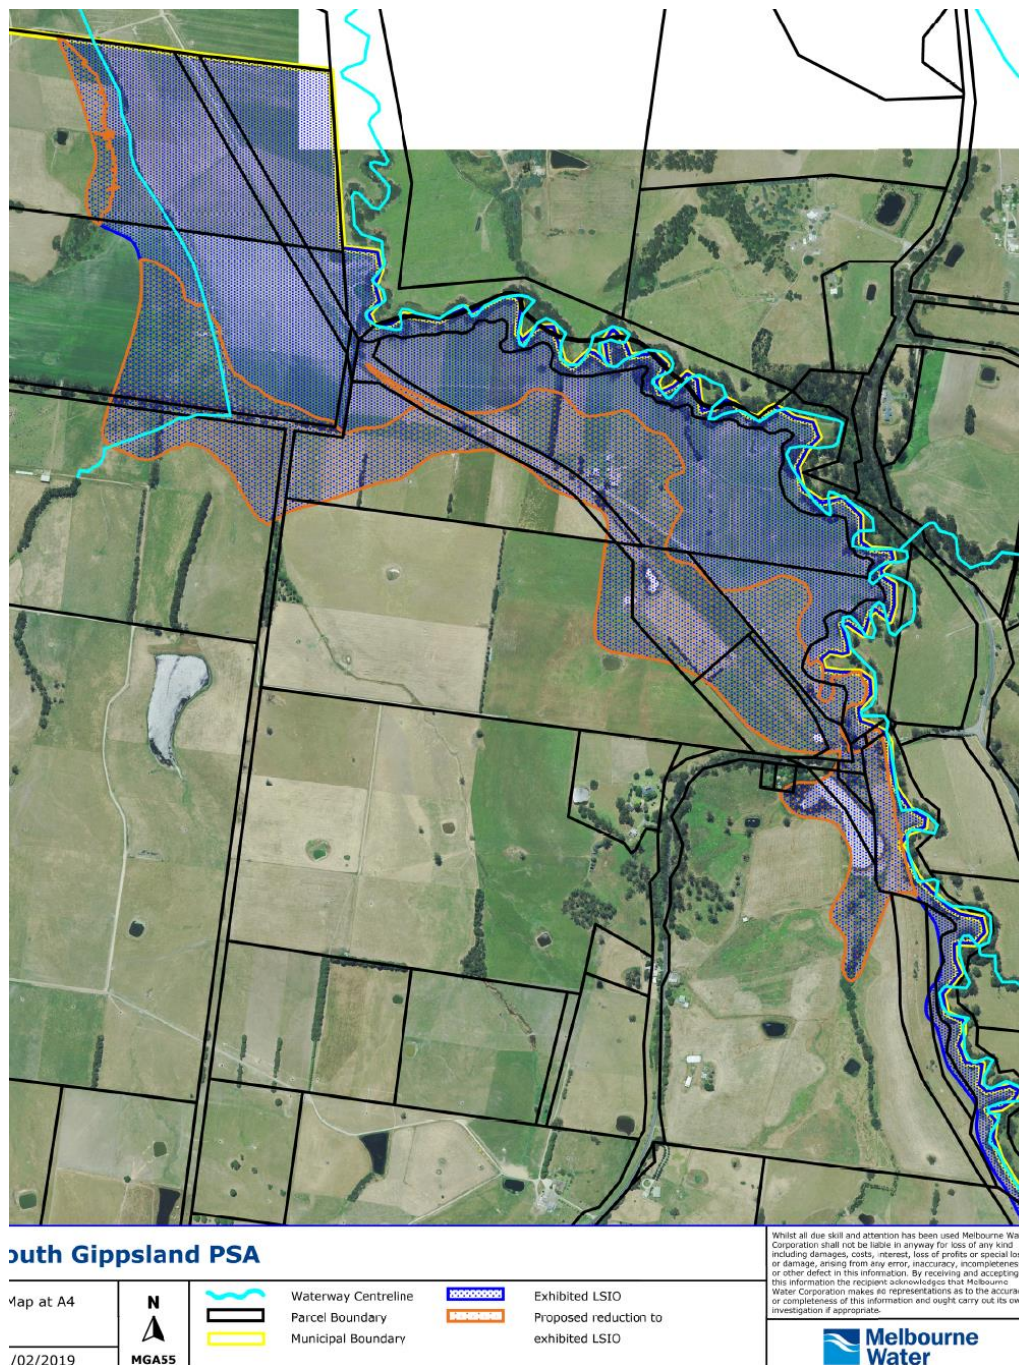 outh Gippsland PSA
Map at A4
/02/2019
N
MGA55
Waterway Centreline
Parcel Boundary
Municipal Boundary
Exhibited LSIO
Proposed reduction to
exhibited LSIO
Whilst all due skill and attention has been used Melbourne Wa
Corporation shall not be liable in anyway for loss of any kind
including damages, costs, interest, loss of profits or special los
or damage, arising from any error, inaccuracy, incompletenes
or other defect in this information. By receiving and accepting
this information the recipient acknowledges that Melbourne
Water Corporation makes no representations as to the accura
or completeness of this information and ought carry out its ow
investigation if appropriate.
Melbourne
Water